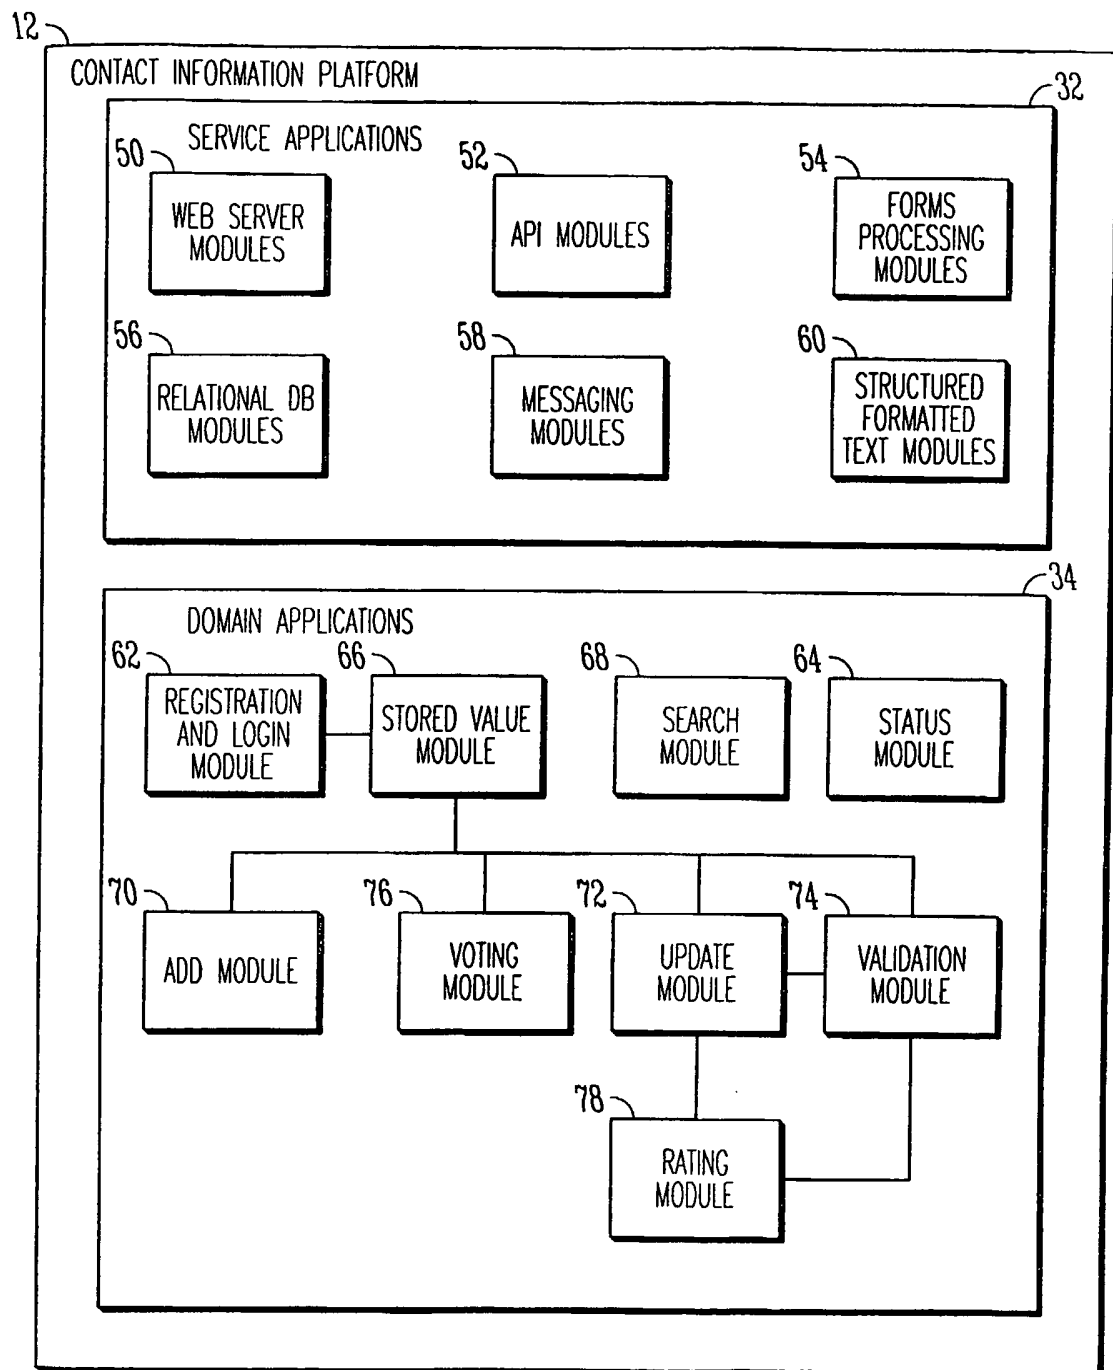 12
CONTACT INFORMATION PLATFORM
32
SERVICE APPLICATIONS
50
WEB SERVER
MODULES
52
API MODULES
54
FORMS
PROCESSING
MODULES
56
RELATIONAL DB
MODULES
58
MESSAGING
MODULES
60
STRUCTURED
FORMATTED
TEXT MODULES
34
DOMAIN APPLICATIONS
62
REGISTRATION
AND LOGIN
MODULE
66
STORED VALUE
MODULE
68
SEARCH
MODULE
64
STATUS
MODULE
70
ADD MODULE
76
VOTING
MODULE
72
UPDATE
MODULE
74
VALIDATION
MODULE
78
RATING
MODULE